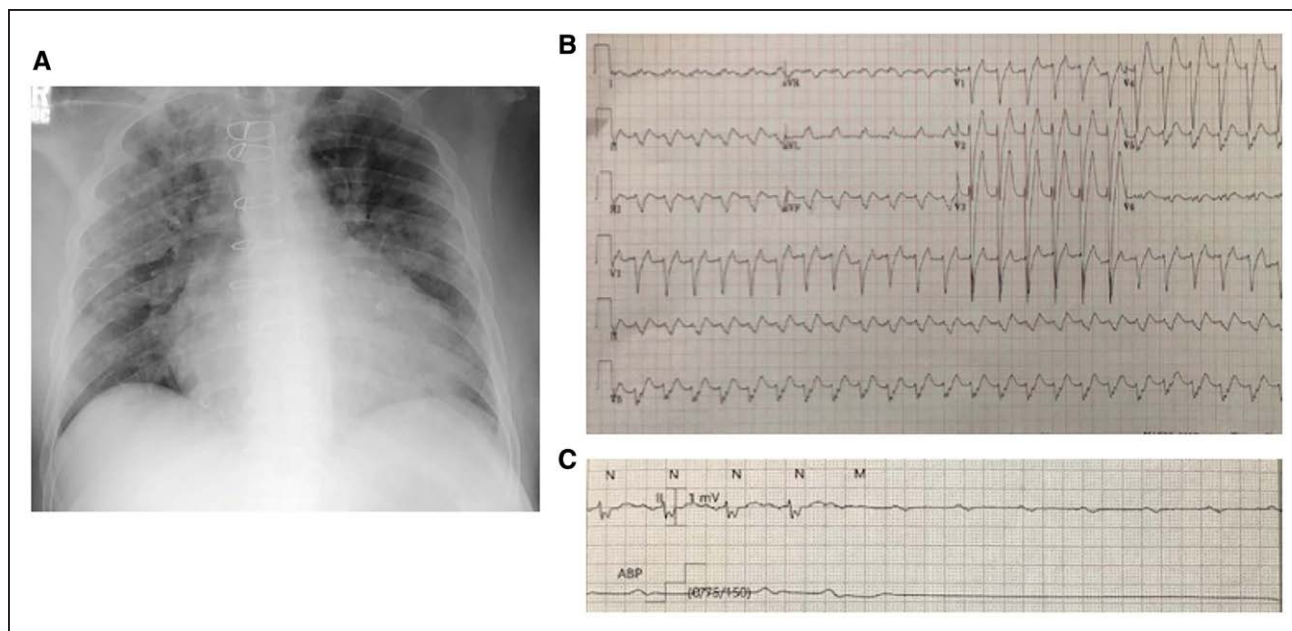 A
R
B
I aVR V1 V4
II aVL V2 V5
III aVF V3 V6
V1
II
V5
C
N N N N M
II 1 mV
ABP
(0/75/150)